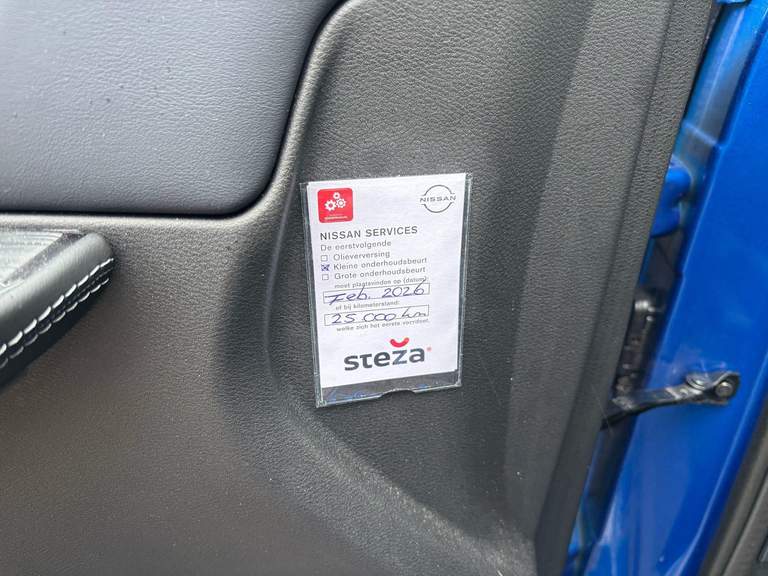 NISSAN
NISSAN SERVICES
De eerstvolgende
Olieverversing
Kleine onderhoudsbeurt
Grote onderhoudsbeurt
moet plaatsvinden op (datum):
Feb. 2026
of bij kilometerstand:
25.000 km
welke zich het eerste voordoet.
steža